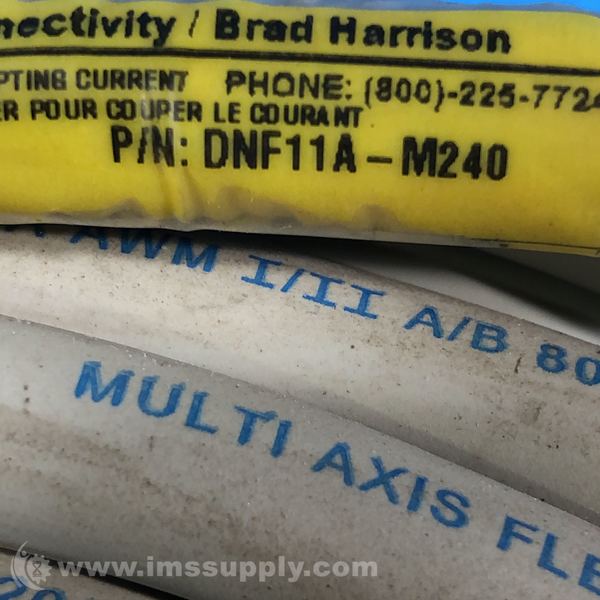 nectivity / Brad Harrison
PTING CURRENT PHONE: (800)-225-772
ER POUR COUPER LE COURANT
P/N: DNF11A-M240
AWM I/II A/B 80
MULTI AXIS FLE
www.imssupply.com